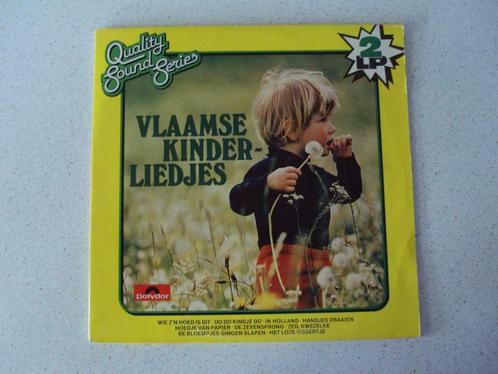 Quality
Sound
Series
2
LP
VLAAMSE
KINDER-
LIEDJES
Polydor
WIE Z'N HOED IS DIT · DO DO KINDJE DO · IN HOLLAND · HANDJES DRAAIEN
HOEDJE VAN PAPIER · DE ZEVENSPRONG · ZEG, KWEZELKE
DE BLOEMPJES GINGEN SLAPEN · HET LOZE VISSERTJE